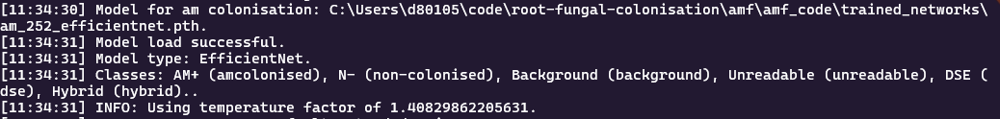 [11:34:30] Model for am colonisation: C:\Users\d80105\code\root-fungal-colonisation\amf\amf_code\trained_networks\
am_252_efficientnet.pth.
[11:34:31] Model load successful.
[11:34:31] Model type: EfficientNet.
[11:34:31] Classes: AM+ (amcolonised), N- (non-colonised), Background (background), Unreadable (unreadable), DSE (
dse), Hybrid (hybrid)..
[11:34:31] INFO: Using temperature factor of 1.40829862205631.